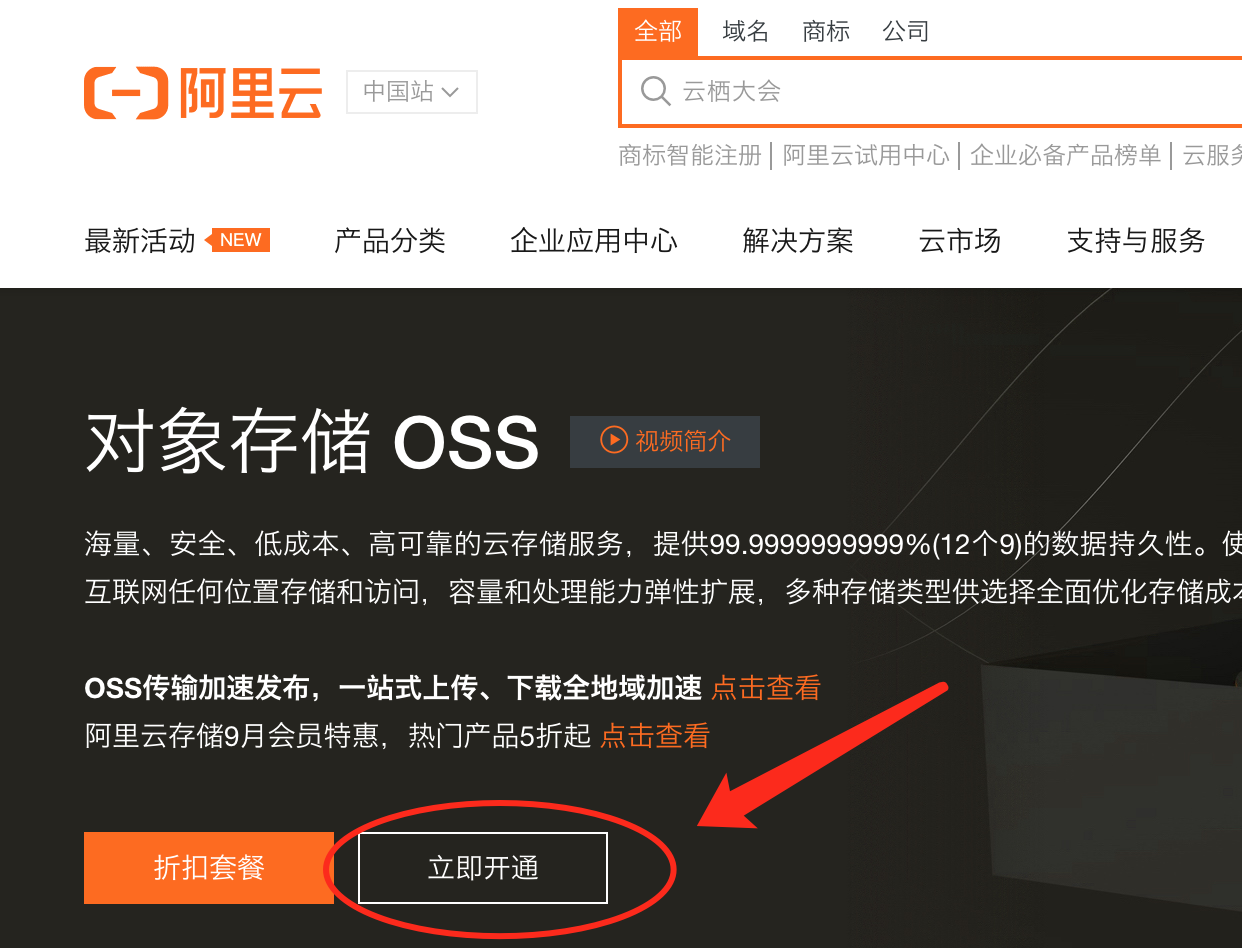 全部 域名 商标 公司
阿里云 中国站
云栖大会
商标智能注册 | 阿里云试用中心 | 企业必备产品榜单 | 云服
最新活动 NEW 产品分类 企业应用中心 解决方案 云市场 支持与服务
对象存储 OSS 视频简介
海量、安全、低成本、高可靠的云存储服务，提供99.9999999999%(12个9)的数据持久性。使
互联网任何位置存储和访问，容量和处理能力弹性扩展，多种存储类型供选择全面优化存储成本
OSS传输加速发布，一站式上传、下载全地域加速 点击查看
阿里云存储9月会员特惠，热门产品5折起 点击查看
折扣套餐 立即开通